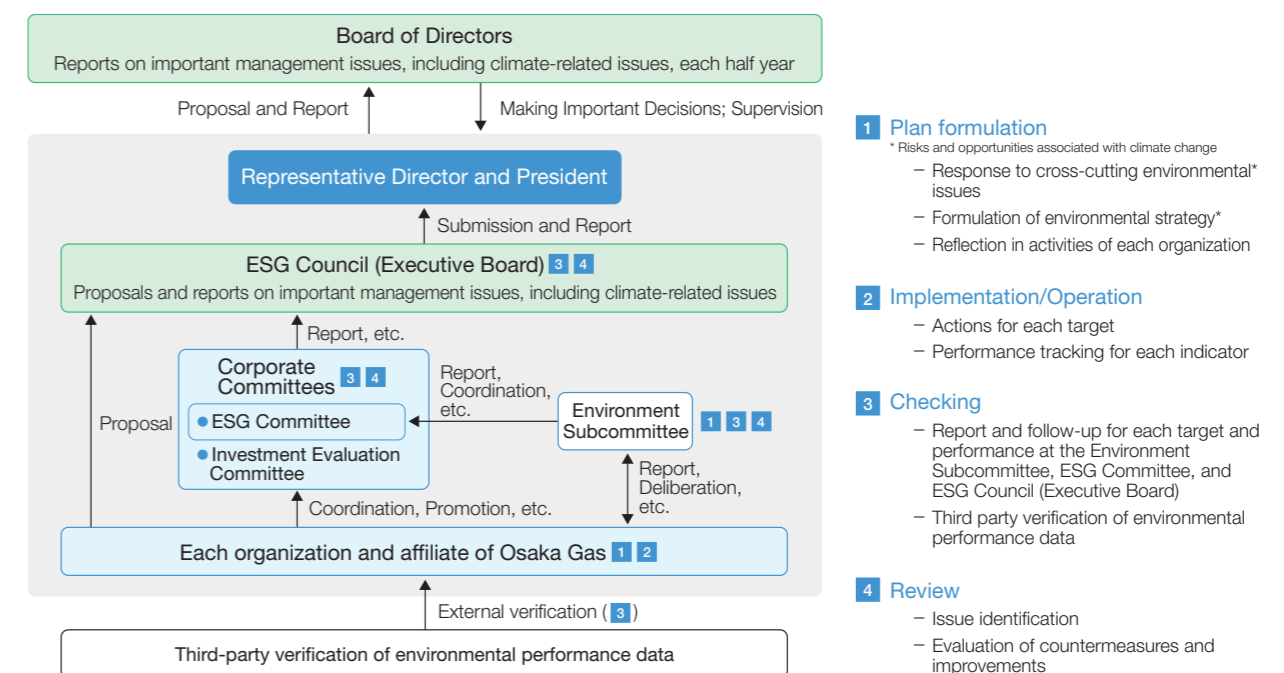 Board of Directors
Reports on important management issues, including climate-related issues, each half year
Proposal and Report
Making Important Decisions; Supervision
Representative Director and President
Submission and Report
ESG Council (Executive Board) 3 4
Proposals and reports on important management issues, including climate-related issues
Report, etc.
Corporate
Committees 3 4
● ESG Committee
● Investment Evaluation
Committee
Report,
Coordination,
etc.
Environment
Subcommittee 1 3 4
Proposal
Report,
Deliberation,
etc.
Coordination, Promotion, etc.
Each organization and affiliate of Osaka Gas 1 2
External verification ( 3 )
Third-party verification of environmental performance data
1 Plan formulation
* Risks and opportunities associated with climate change
– Response to cross-cutting environmental*
issues
– Formulation of environmental strategy*
– Reflection in activities of each organization
2 Implementation/Operation
– Actions for each target
– Performance tracking for each indicator
3 Checking
– Report and follow-up for each target and
performance at the Environment
Subcommittee, ESG Committee, and
ESG Council (Executive Board)
– Third party verification of environmental
performance data
4 Review
– Issue identification
– Evaluation of countermeasures and
improvements